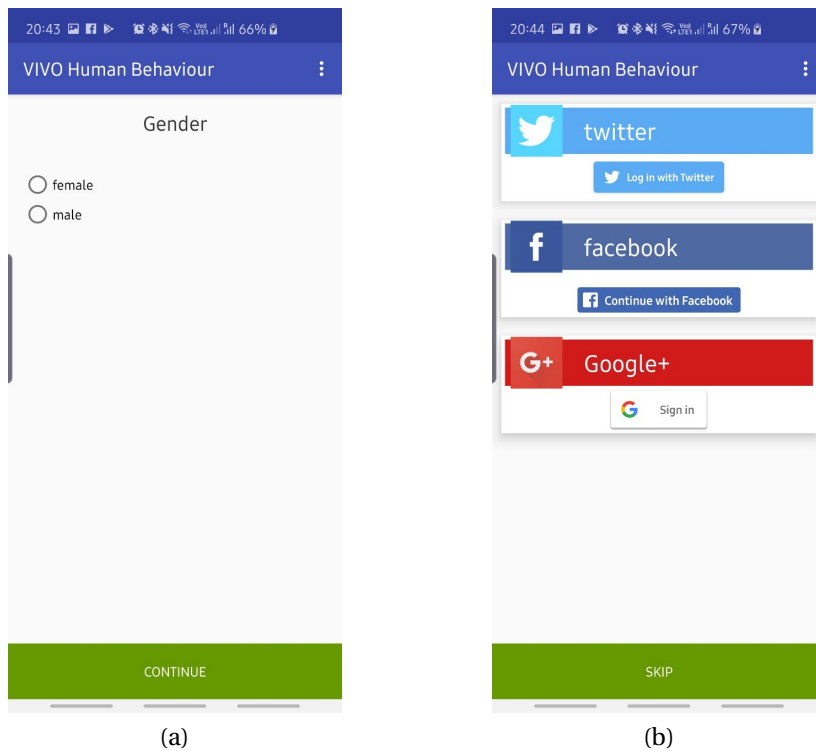 20:43 66%
VIVO Human Behaviour
Gender
female
male
CONTINUE
(a)
20:44 67%
VIVO Human Behaviour
twitter
Log in with Twitter
f facebook
f Continue with Facebook
G+ Google+
G Sign in
SKIP
(b)